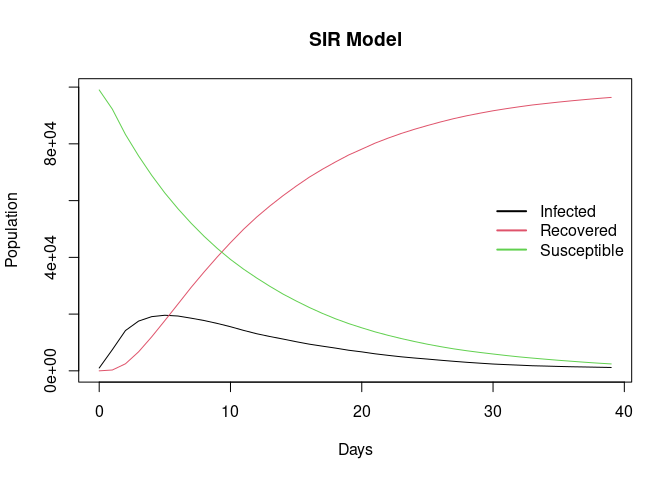 SIR Model
Population
0e+00
4e+04
8e+04
Infected
Recovered
Susceptible
0
10
20
30
40
Days